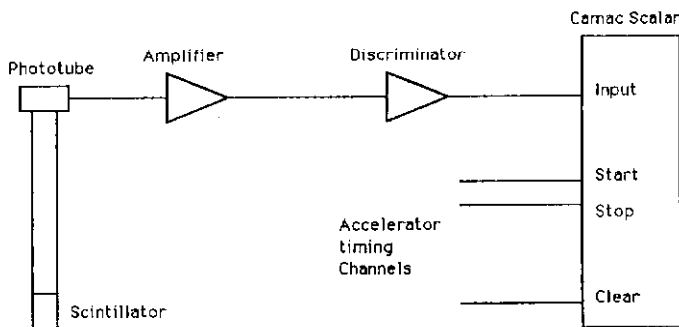 Camac Scalar
Amplifier
Discriminator
Phototube
Input
Start
Stop
Accelerator
timing
Channels
Clear
Scintillator